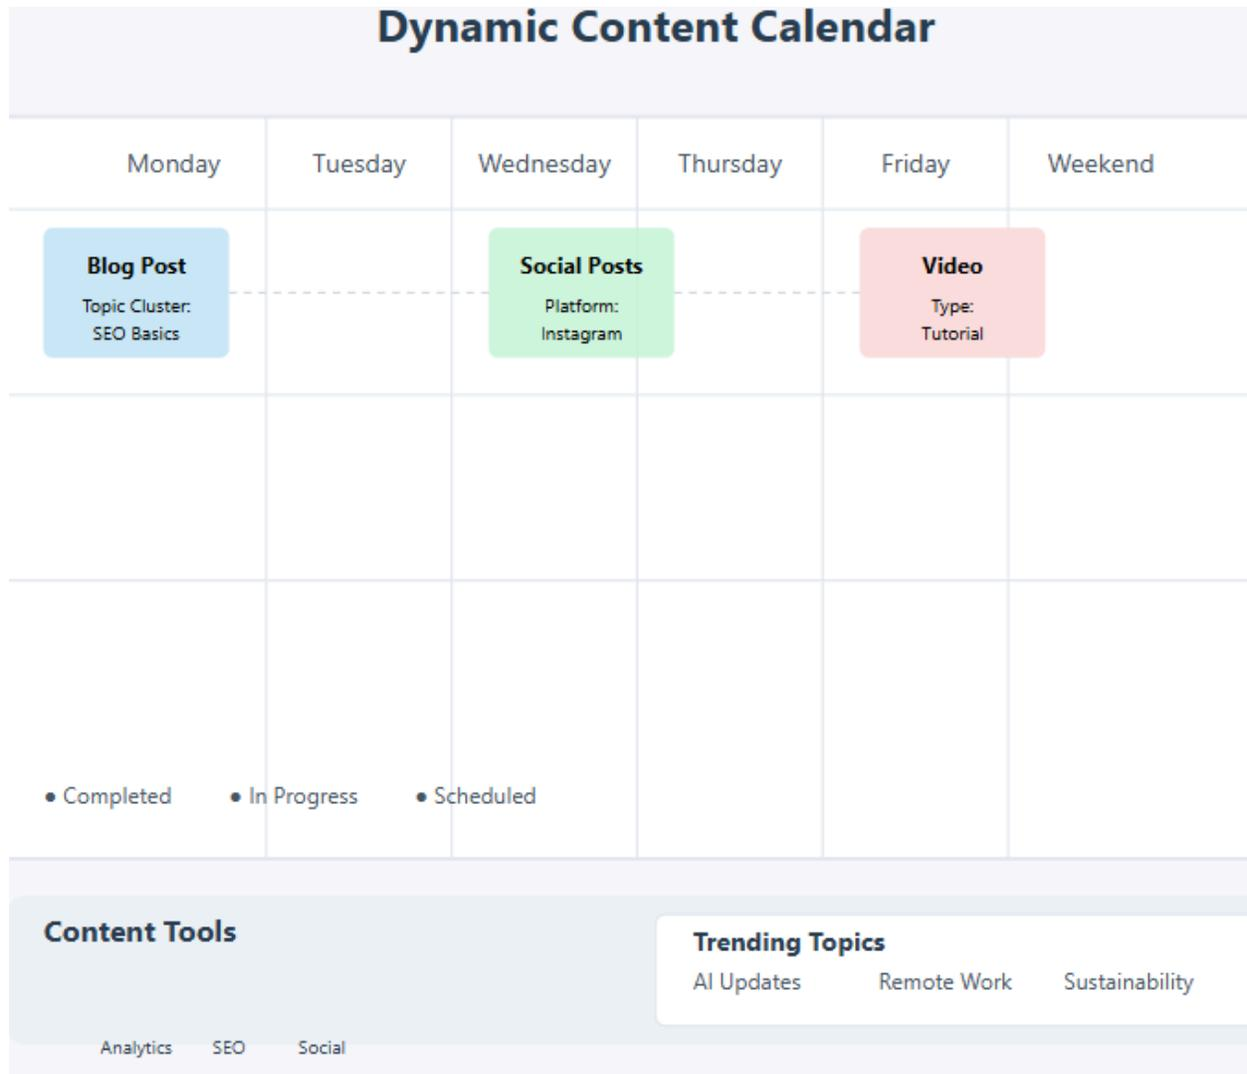 Dynamic Content Calendar
Monday Tuesday Wednesday Thursday Friday Weekend
Blog Post
Topic Cluster:
SEO Basics
Social Posts
Platform:
Instagram
Video
Type:
Tutorial
● Completed ● In Progress ● Scheduled
Content Tools
Analytics SEO Social
Trending Topics
AI Updates Remote Work Sustainability